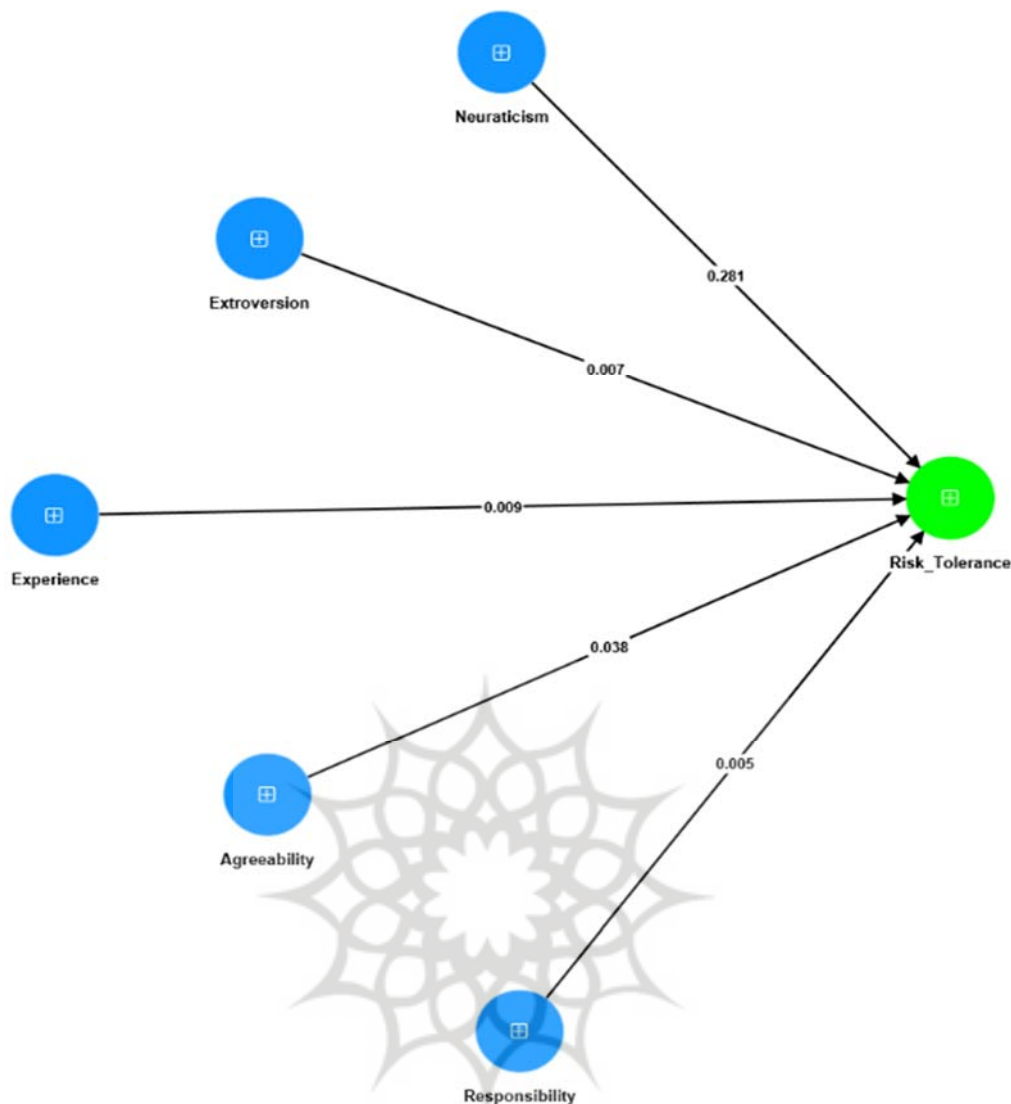 Neuraticism
0.281
Extroversion
0.007
Experience
0.009
Risk_Tolerance
0.038
Agreeability
0.005
Responsibility